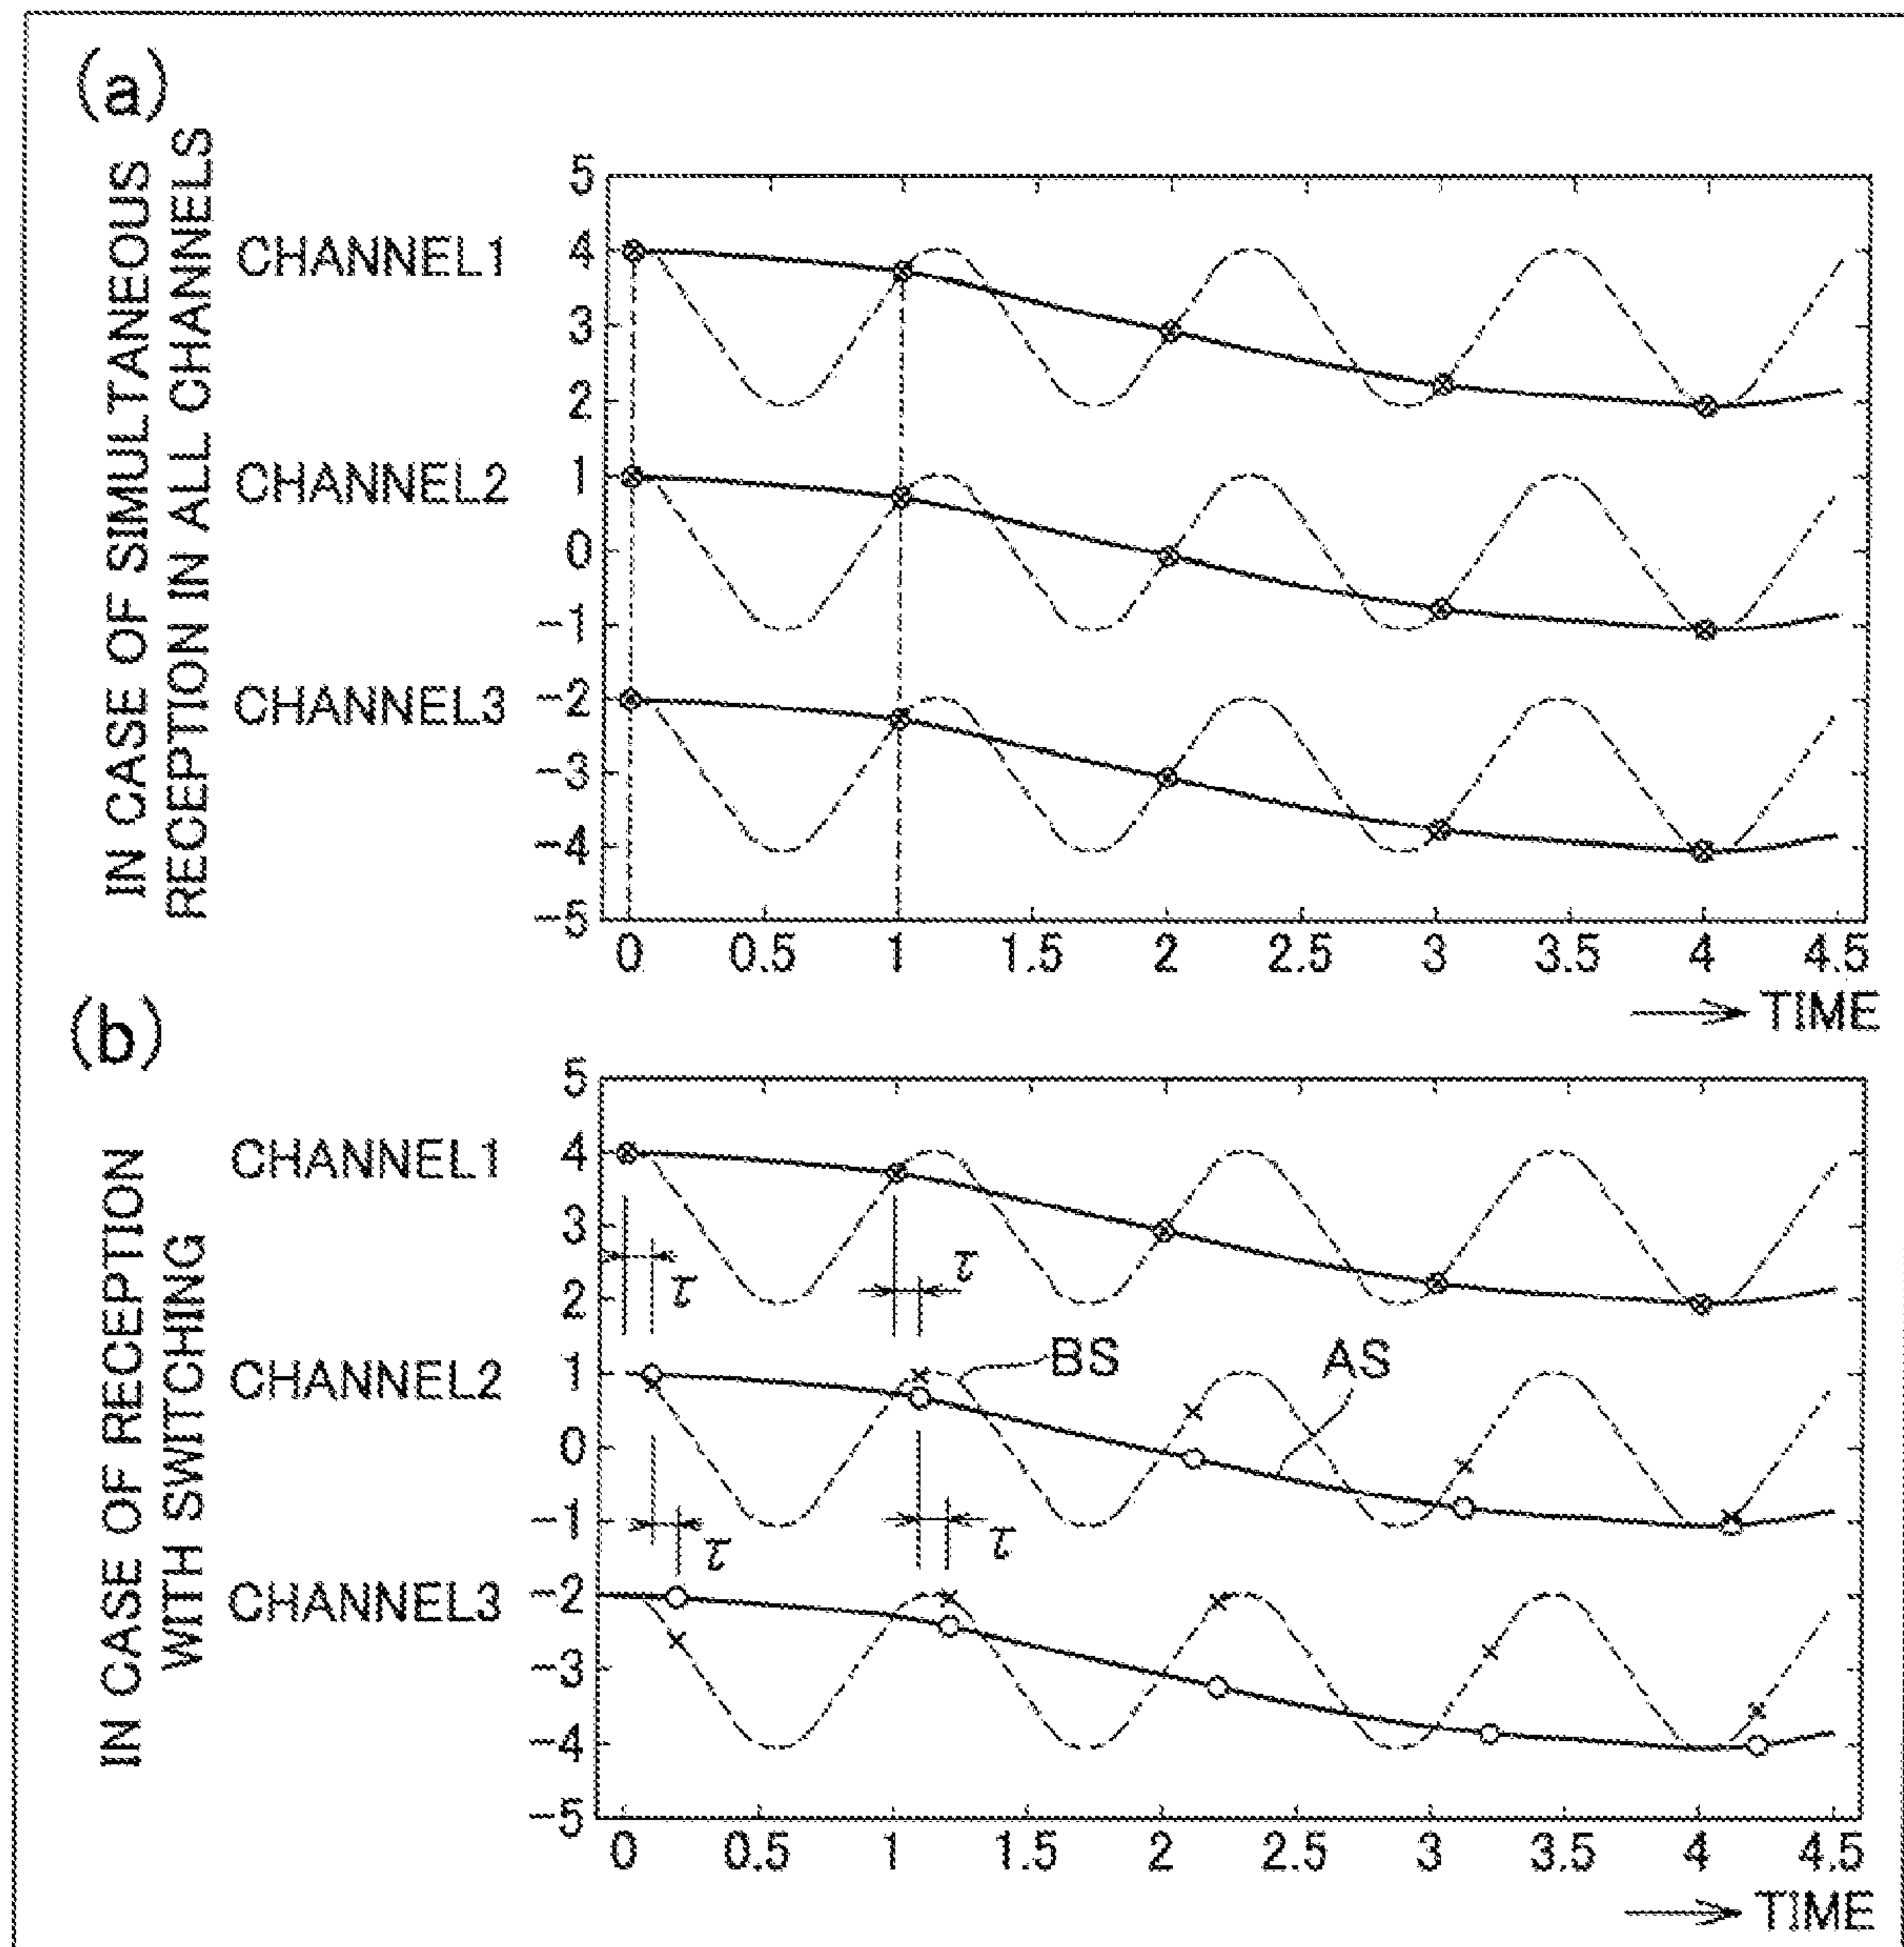 (a)
IN CASE OF SIMULTANEOUS
RECEPTION IN ALL CHANNELS
CHANNEL1
CHANNEL2
CHANNEL3
5
4
3
2
1
0
-1
-2
-3
-4
-5
0 0.5 1 1.5 2 2.5 3 3.5 4 4.5
TIME
(b)
IN CASE OF RECEPTION
WITH SWITCHING
CHANNEL1
CHANNEL2
CHANNEL3
5
4
3
2
1
0
-1
-2
-3
-4
-5
τ
τ
BS
AS
τ
τ
0 0.5 1 1.5 2 2.5 3 3.5 4 4.5
TIME